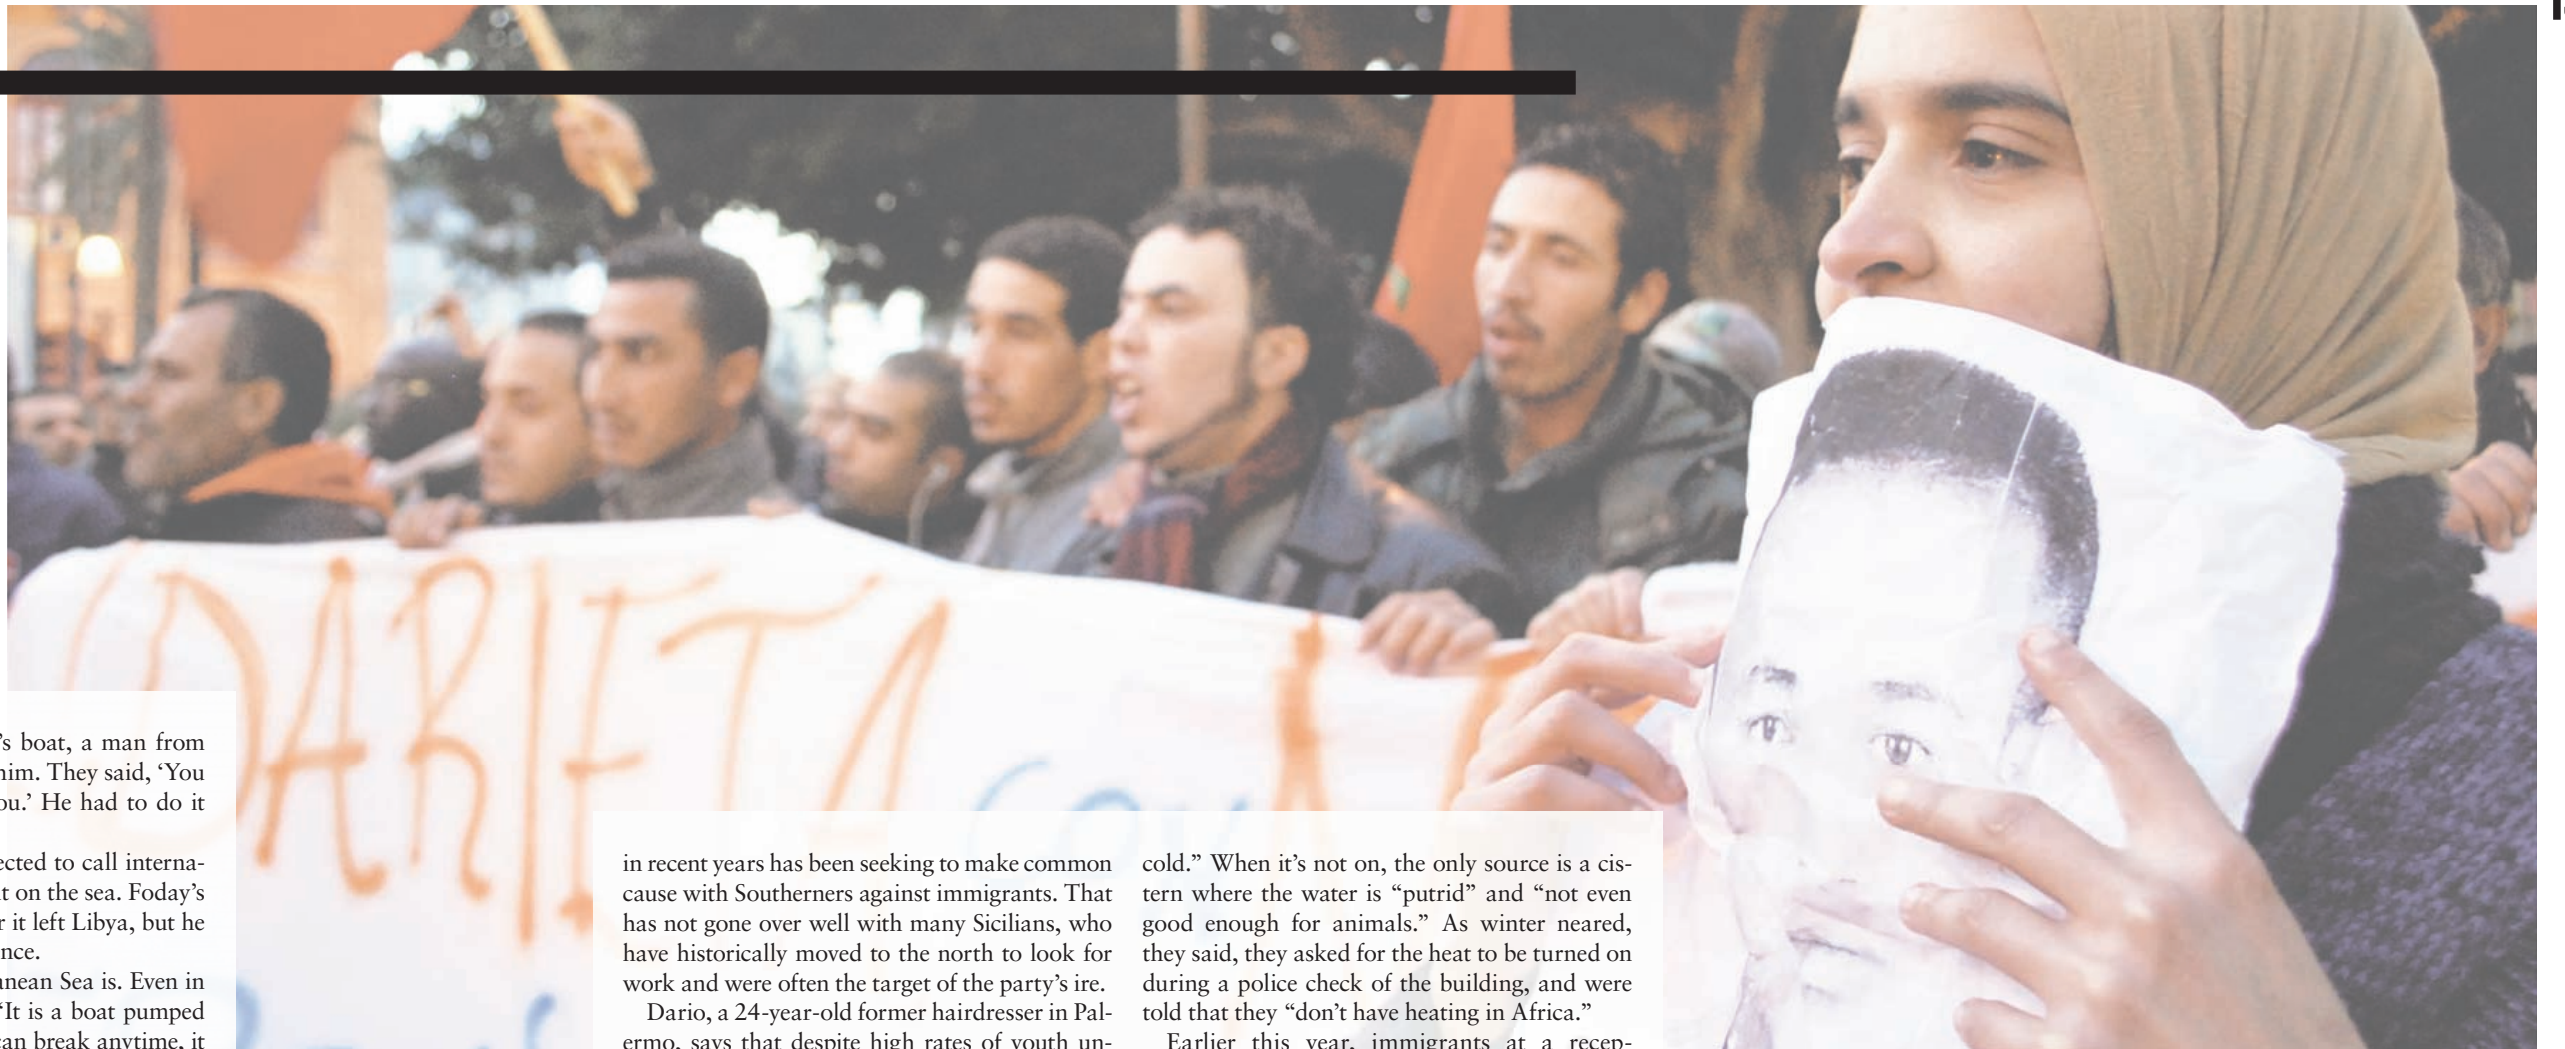 DARIETA
con
’s boat, a man from
him. They said, ‘You
ou.’ He had to do it
ected to call interna-
t on the sea. Foday’s
r it left Libya, but he
nce.
anean Sea is. Even in
‘It is a boat pumped
can break anytime, it
in recent years has been seeking to make common
cause with Southerners against immigrants. That
has not gone over well with many Sicilians, who
have historically moved to the north to look for
work and were often the target of the party’s ire.
Dario, a 24-year-old former hairdresser in Pal-
ermo, says that despite high rates of youth un-
cold.” When it’s not on, the only source is a cis-
tern where the water is “putrid” and “not even
good enough for animals.” As winter neared,
they said, they asked for the heat to be turned on
during a police check of the building, and were
told that they “don’t have heating in Africa.”
Earlier this year, immigrants at a recep-